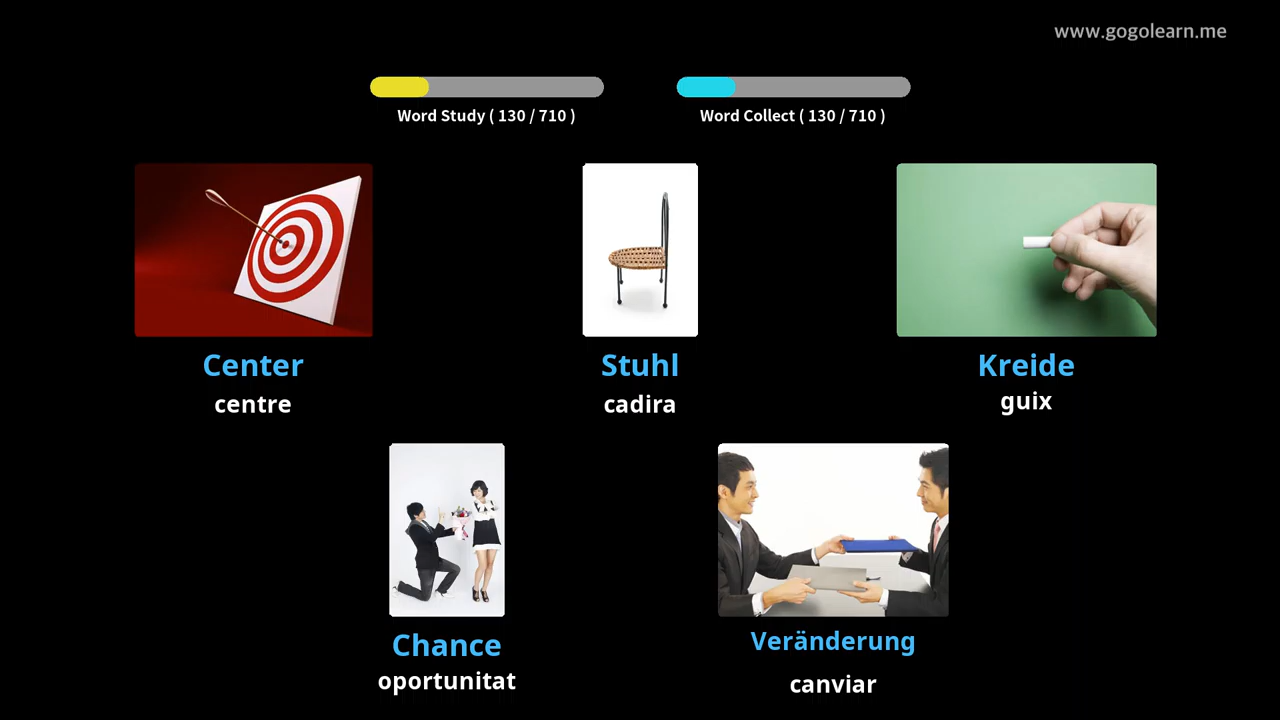 www.gogolearn.me
Word Study ( 130 / 710 )
Word Collect ( 130 / 710 )
Center
centre
Stuhl
cadira
Kreide
guix
Chance
oportunitat
Veränderung
canviar